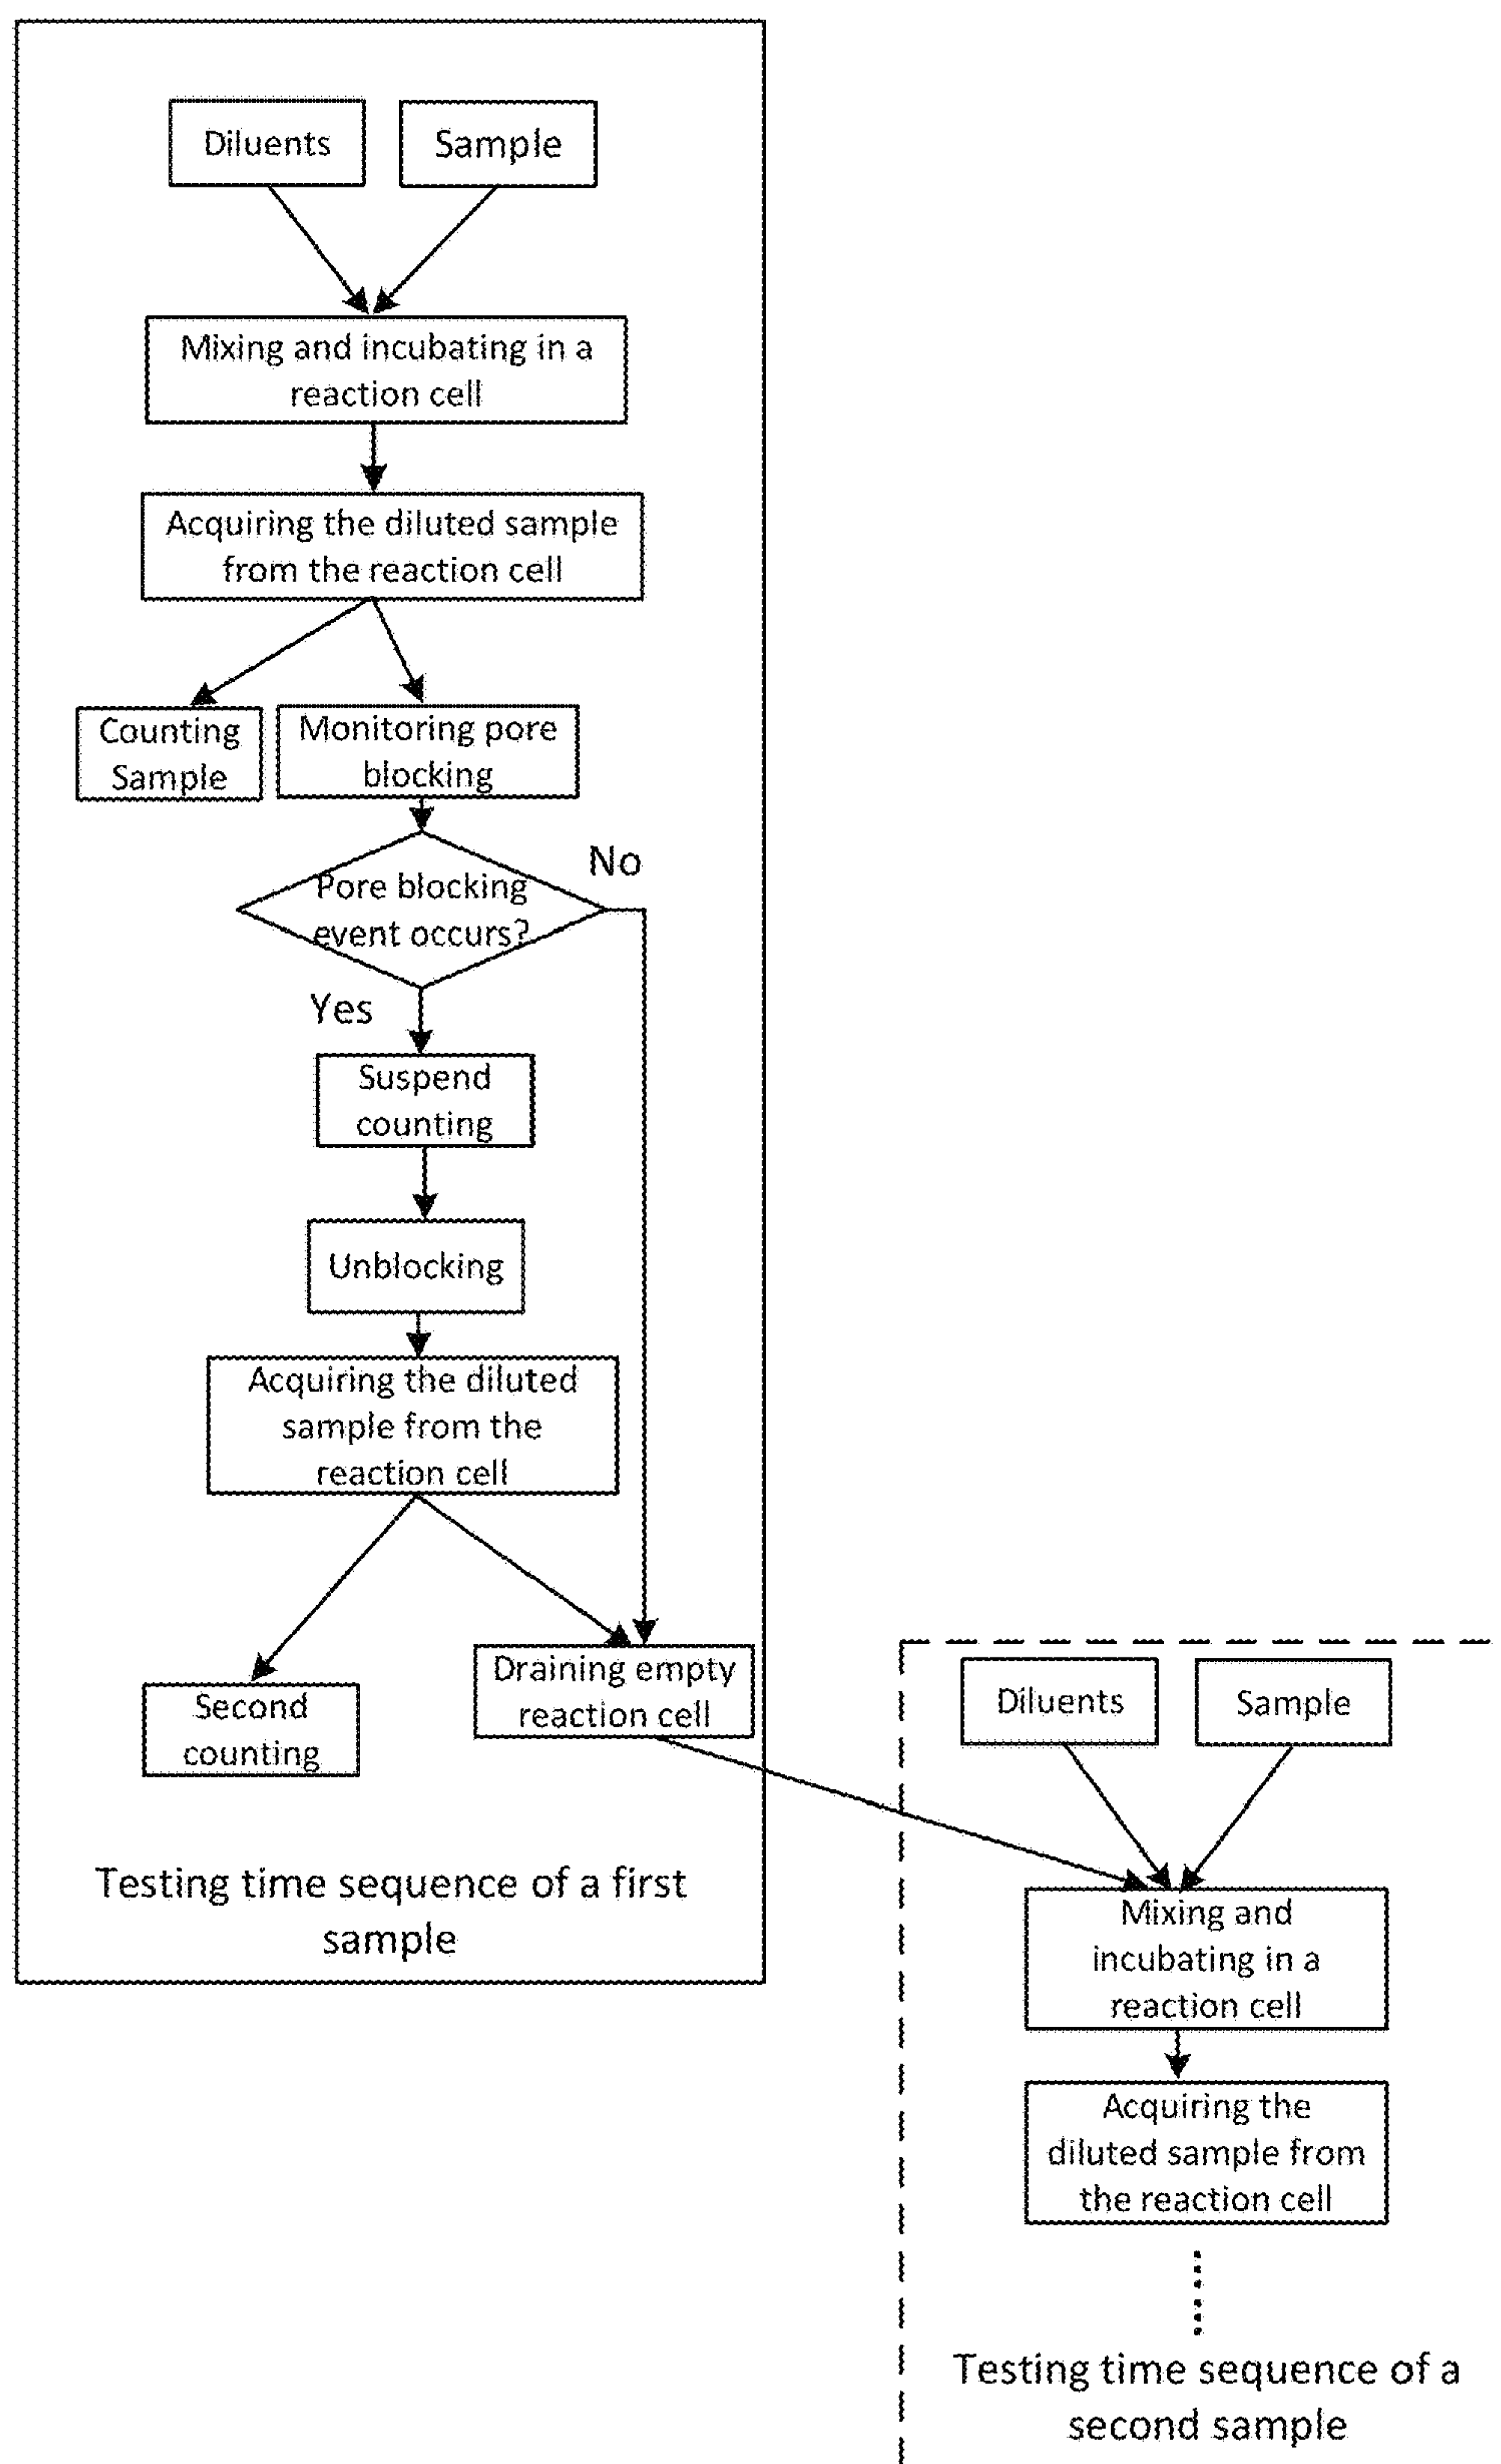 Diluents
Sample
Mixing and incubating in a
reaction cell
Acquiring the diluted sample
from the reaction cell
Counting
Sample
Monitoring pore
blocking
No
Pore blocking
event occurs?
Yes
Suspend
counting
Unblocking
Acquiring the diluted
sample from the
reaction cell
Second
counting
Draining empty
reaction cell
Testing time sequence of a first
sample
Diluents
Sample
Mixing and
incubating in a
reaction cell
Acquiring the
diluted sample from
the reaction cell
Testing time sequence of a
second sample